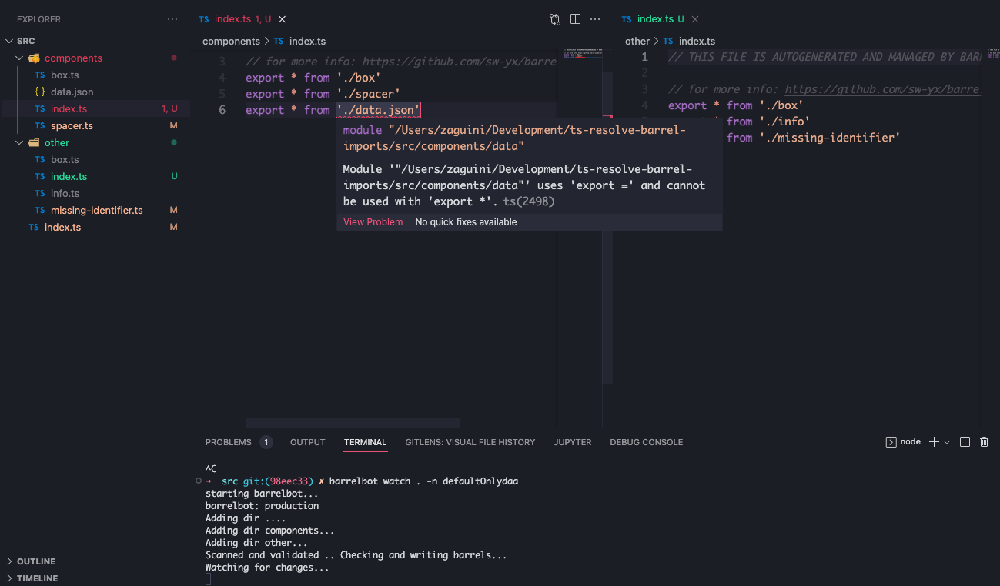 EXPLORER
SRC
components
TS box.ts
{ } data.json
TS index.ts 1, U
TS spacer.ts M
other
TS box.ts
TS index.ts U
TS info.ts
TS missing-identifier.ts M
TS index.ts M
OUTLINE
TIMELINE
TS index.ts 1, U
components > TS index.ts
3 // for more info: https://github.com/sw-yx/barre
4 export * from './box'
5 export * from './spacer'
6 export * from './data.json'
module "/Users/zaguini/Development/ts-resolve-barrel-
imports/src/components/data"
Module '"/Users/zaguini/Development/ts-resolve-barrel-
imports/src/components/data"' uses 'export =' and cannot
be used with 'export *'. ts(2498)
View Problem No quick fixes available
TS index.ts U
other > TS index.ts
1 // THIS FILE IS AUTOGENERATED AND MANAGED BY BAR
2
3 // for more info: https://github.com/sw-yx/barre
4 export * from './box'
from './info'
from './missing-identifier'
PROBLEMS 1 OUTPUT TERMINAL GITLENS: VISUAL FILE HISTORY JUPYTER DEBUG CONSOLE
node
^C
➜ src git:(98eec33) ✗ barrelbot watch . -n defaultOnlydaa
starting barrelbot...
barrelbot: production
Adding dir ....
Adding dir components...
Adding dir other...
Scanned and validated .. Checking and writing barrels...
Watching for changes...